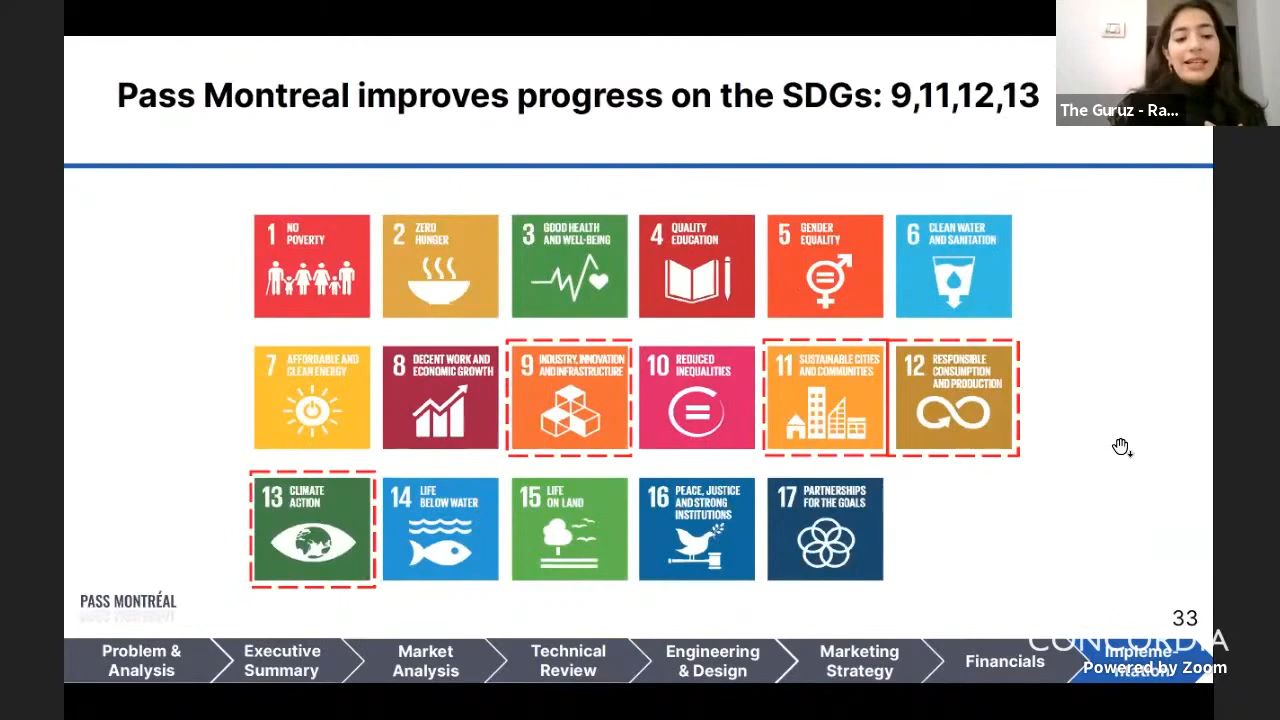 Pass Montreal improves progress on the SDGs: 9,11,12,13
The Guruz - Ra...
1 NO
POVERTY
2 ZERO
HUNGER
3 GOOD HEALTH
AND WELL-BEING
4 QUALITY
EDUCATION
5 GENDER
EQUALITY
6 CLEAN WATER
AND SANITATION
7 AFFORDABLE AND
CLEAN ENERGY
8 DECENT WORK AND
ECONOMIC GROWTH
9 INDUSTRY, INNOVATION
AND INFRASTRUCTURE
10 REDUCED
INEQUALITIES
11 SUSTAINABLE CITIES
AND COMMUNITIES
12 RESPONSIBLE
CONSUMPTION
AND PRODUCTION
13 CLIMATE
ACTION
14 LIFE
BELOW WATER
15 LIFE
ON LAND
16 PEACE, JUSTICE
AND STRONG
INSTITUTIONS
17 PARTNERSHIPS
FOR THE GOALS
PASS MONTRÉAL
33
CONCORDIA
Problem &
Analysis
Executive
Summary
Market
Analysis
Technical
Review
Engineering
& Design
Marketing
Strategy
Financials
Impleme-
ntation
Powered by Zoom